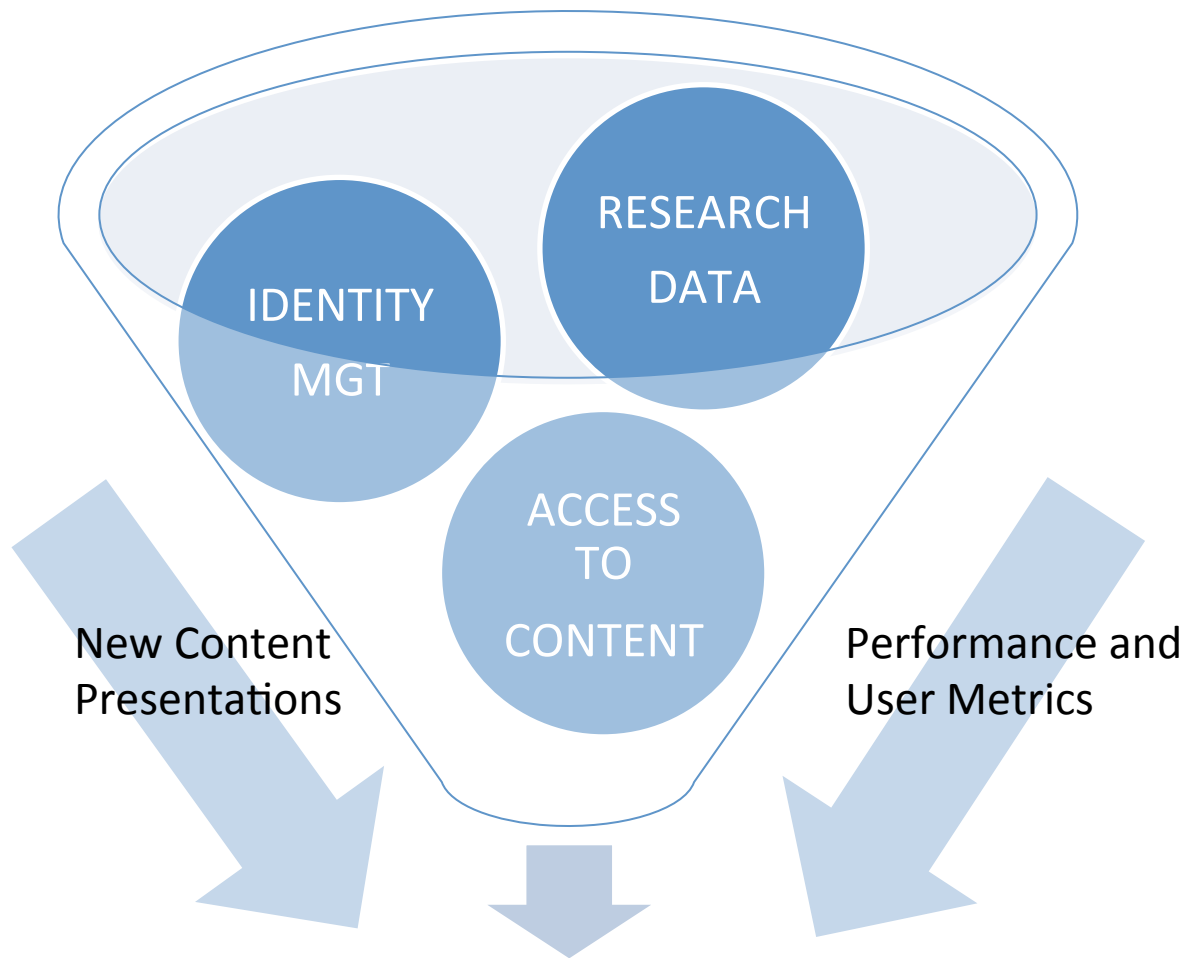 RESEARCH
DATA
IDENTITY
MGT
ACCESS
TO
CONTENT
New Content
Presentations
Performance and
User Metrics